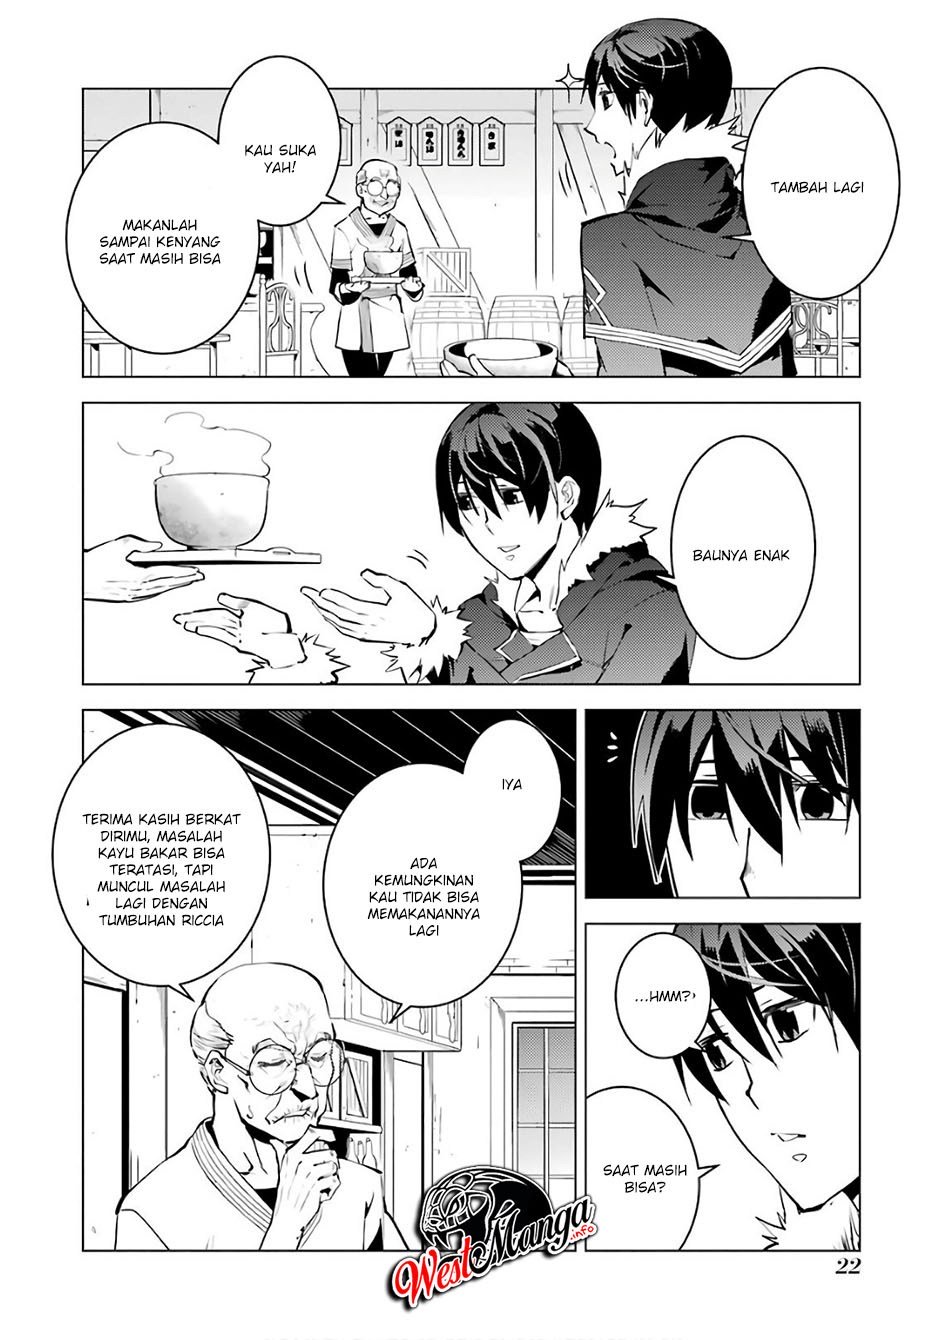 TAMBAH LAGI
KAU SUKA
YAH!
MAKANLAH
SAMPAI KENYANG
SAAT MASIH BISA
BAUNYA ENAK
...HMM?
SAAT MASIH
BISA?
IYA
ADA
KEMUNGKINAN
KAU TIDAK BISA
MEMAKANANNYA
LAGI
TERIMA KASIH BERKAT
DIRIMU, MASALAH
KAYU BAKAR BISA
TERATASI, TAPI
MUNCUL MASALAH
LAGI DENGAN
TUMBUHAN RICCIA
WestManga
.info
22